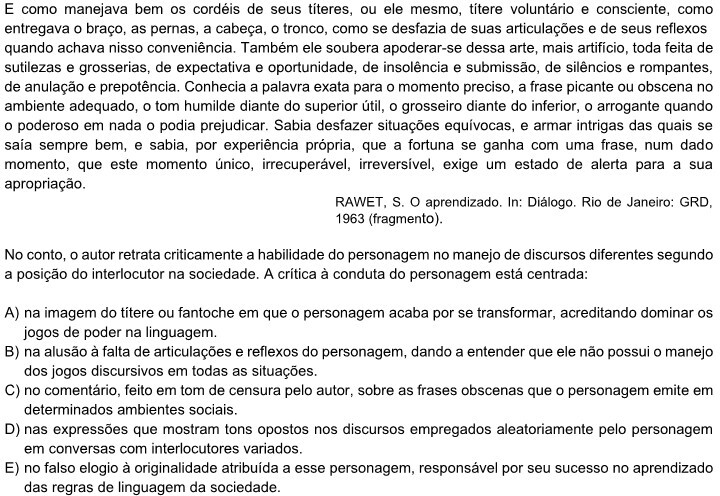 E como manejava bem os cordéis de seus títeres, ou ele mesmo, títere voluntário e consciente, como
entregava o braço, as pernas, a cabeça, o tronco, como se desfazia de suas articulações e de seus reflexos
quando achava nisso conveniência. Também ele soubera apoderar-se dessa arte, mais artifício, toda feita de
sutilezas e grosserias, de expectativa e oportunidade, de insolência e submissão, de silêncios e rompantes,
de anulação e prepotência. Conhecia a palavra exata para o momento preciso, a frase picante ou obscena no
ambiente adequado, o tom humilde diante do superior útil, o grosseiro diante do inferior, o arrogante quando
o poderoso em nada o podia prejudicar. Sabia desfazer situações equívocas, e armar intrigas das quais se
saía sempre bem, e sabia, por experiência própria, que a fortuna se ganha com uma frase, num dado
momento, que este momento único, irrecuperável, irreversível, exige um estado de alerta para a sua
apropriação.
RAWET, S. O aprendizado. In: Diálogo. Rio de Janeiro: GRD,
1963 (fragmento).
No conto, o autor retrata criticamente a habilidade do personagem no manejo de discursos diferentes segundo
a posição do interlocutor na sociedade. A crítica à conduta do personagem está centrada:
A) na imagem do títere ou fantoche em que o personagem acaba por se transformar, acreditando dominar os
jogos de poder na linguagem.
B) na alusão à falta de articulações e reflexos do personagem, dando a entender que ele não possui o manejo
dos jogos discursivos em todas as situações.
C) no comentário, feito em tom de censura pelo autor, sobre as frases obscenas que o personagem emite em
determinados ambientes sociais.
D) nas expressões que mostram tons opostos nos discursos empregados aleatoriamente pelo personagem
em conversas com interlocutores variados.
E) no falso elogio à originalidade atribuída a esse personagem, responsável por seu sucesso no aprendizado
das regras de linguagem da sociedade.